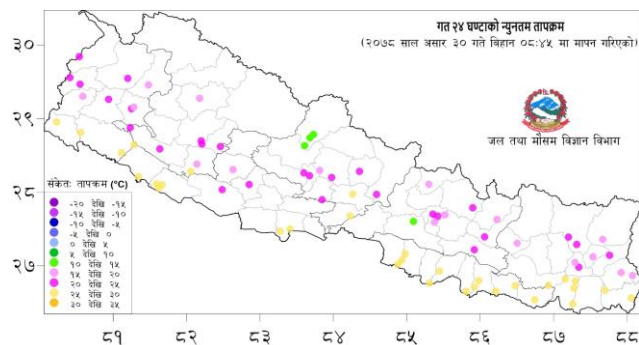 गत २४ घण्टाको न्युनतम तापक्रम
(२०७८ साल असार ३० गते बिहान ०८:४५ मा मापन गरिएको)
जल तथा मौसम विज्ञान विभाग
३०
२९
२८
२७
संकेतः तापक्रम (°C)
-२० देखि -१५
-१५ देखि -१०
-१० देखि -५
-५ देखि ०
० देखि ५
५ देखि १०
१० देखि १५
१५ देखि २०
२० देखि २५
२५ देखि ३०
३० देखि ३५
८१ ८२ ८३ ८४ ८५ ८६ ८७ ८८